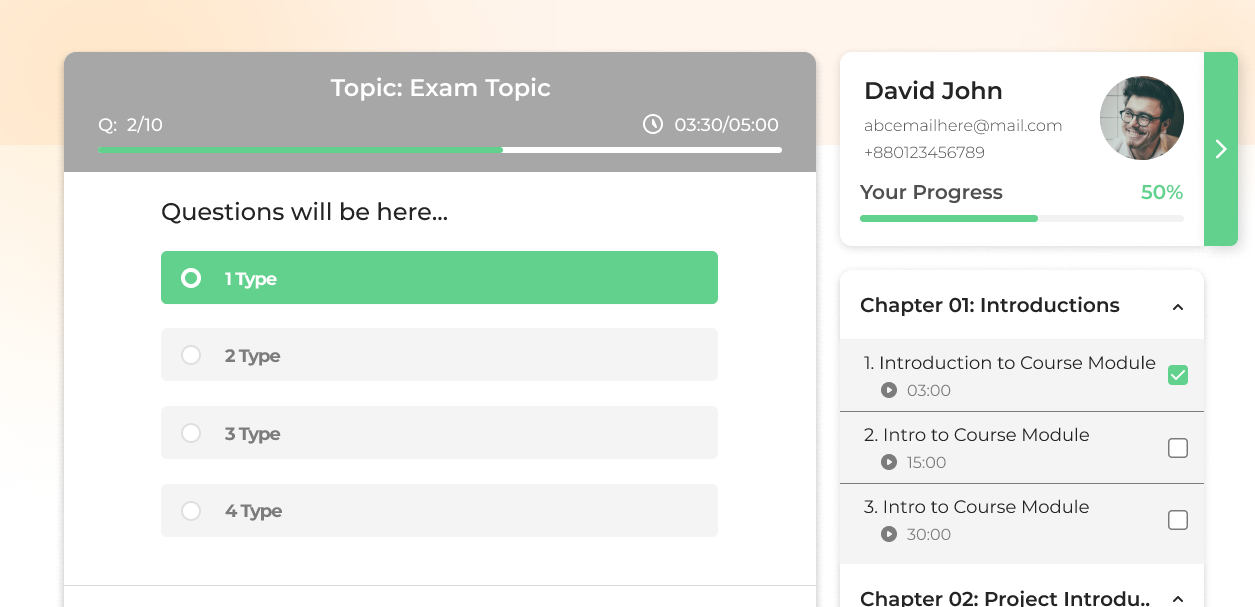 Topic: Exam Topic
Q: 2/10
03:30/05:00
Questions will be here...
1 Type
2 Type
3 Type
4 Type
David John
abcemailhere@mail.com
+880123456789
Your Progress
50%
Chapter 01: Introductions
1. Introduction to Course Module
03:00
2. Intro to Course Module
15:00
3. Intro to Course Module
30:00
Chapter 02: Project Introdu..